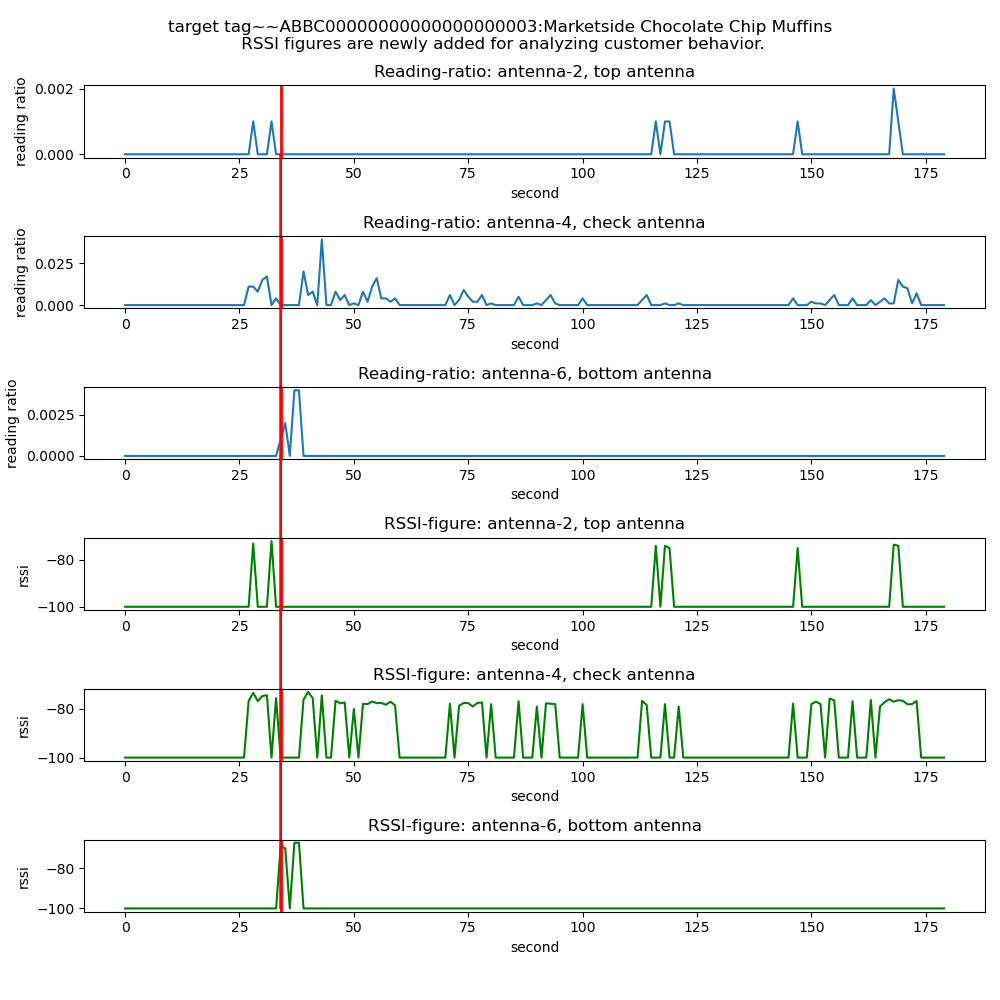 target tag~~ABBC00000000000000000003:Marketside Chocolate Chip Muffins
RSSI figures are newly added for analyzing customer behavior.
Reading-ratio: antenna-2, top antenna
reading ratio
0.002
0.000
0 25 50 75 100 125 150 175
second
Reading-ratio: antenna-4, check antenna
reading ratio
0.025
0.000
0 25 50 75 100 125 150 175
second
Reading-ratio: antenna-6, bottom antenna
reading ratio
0.0025
0.0000
0 25 50 75 100 125 150 175
second
RSSI-figure: antenna-2, top antenna
rssi
−80
−100
0 25 50 75 100 125 150 175
second
RSSI-figure: antenna-4, check antenna
rssi
−80
−100
0 25 50 75 100 125 150 175
second
RSSI-figure: antenna-6, bottom antenna
rssi
−80
−100
0 25 50 75 100 125 150 175
second